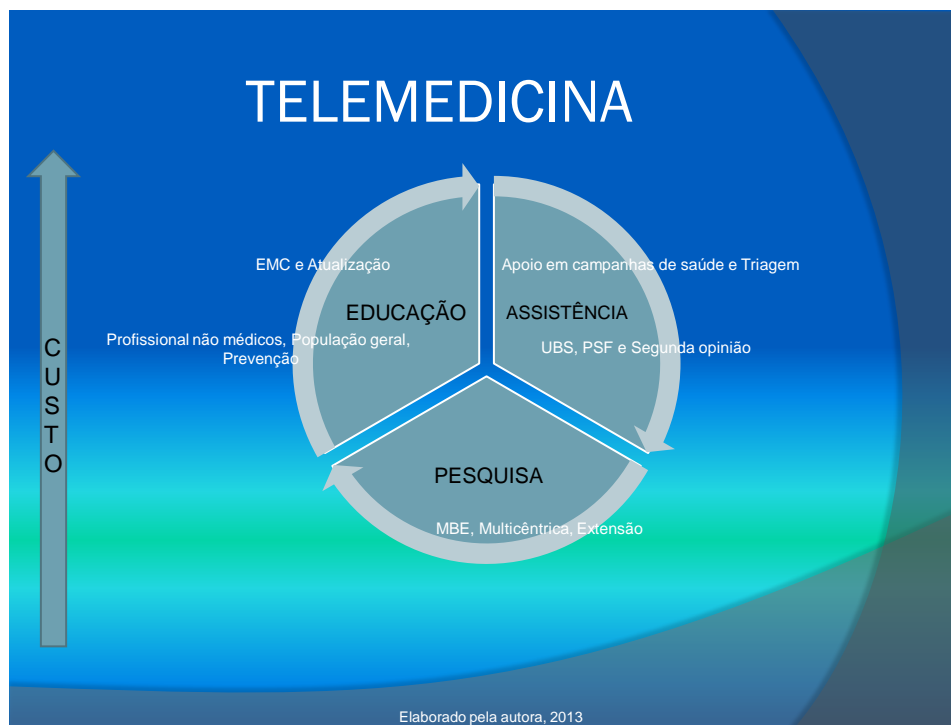 TELEMEDICINA
CUSTO
EMC e Atualização
EDUCAÇÃO
Profissional não médicos, População geral,
Prevenção
Apoio em campanhas de saúde e Triagem
ASSISTÊNCIA
UBS, PSF e Segunda opinião
PESQUISA
MBE, Multicêntrica, Extensão
Elaborado pela autora, 2013